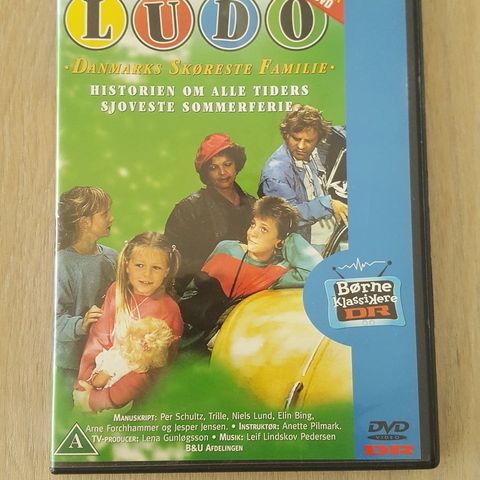 LUDO
DVD
·DANMARKS SKØRESTE FAMILIE·
HISTORIEN OM ALLE TIDERS
SJOVESTE SOMMERFERIE
Børne
Klassikere
DR
MANUSKRIPT: Per Schultz, Trille, Niels Lund, Elin Bing,
Arne Forchhammer og Jesper Jensen. • INSTRUKTØR: Anette Pilmark.
TV-PRODUCER: Lena Gunløgsson • MUSIK: Leif Lindskov Pedersen
B&U AFDELINGEN
A
DVD
VIDEO
DR